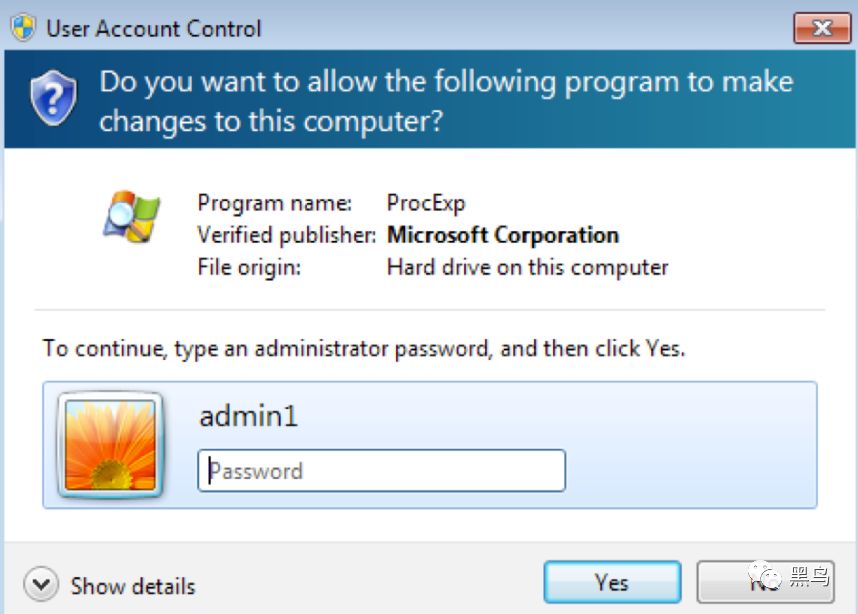 User Account Control
Do you want to allow the following program to make
changes to this computer?
Program name: ProcExp
Verified publisher: Microsoft Corporation
File origin: Hard drive on this computer
To continue, type an administrator password, and then click Yes.
admin1
Password
Show details
Yes
黑鸟